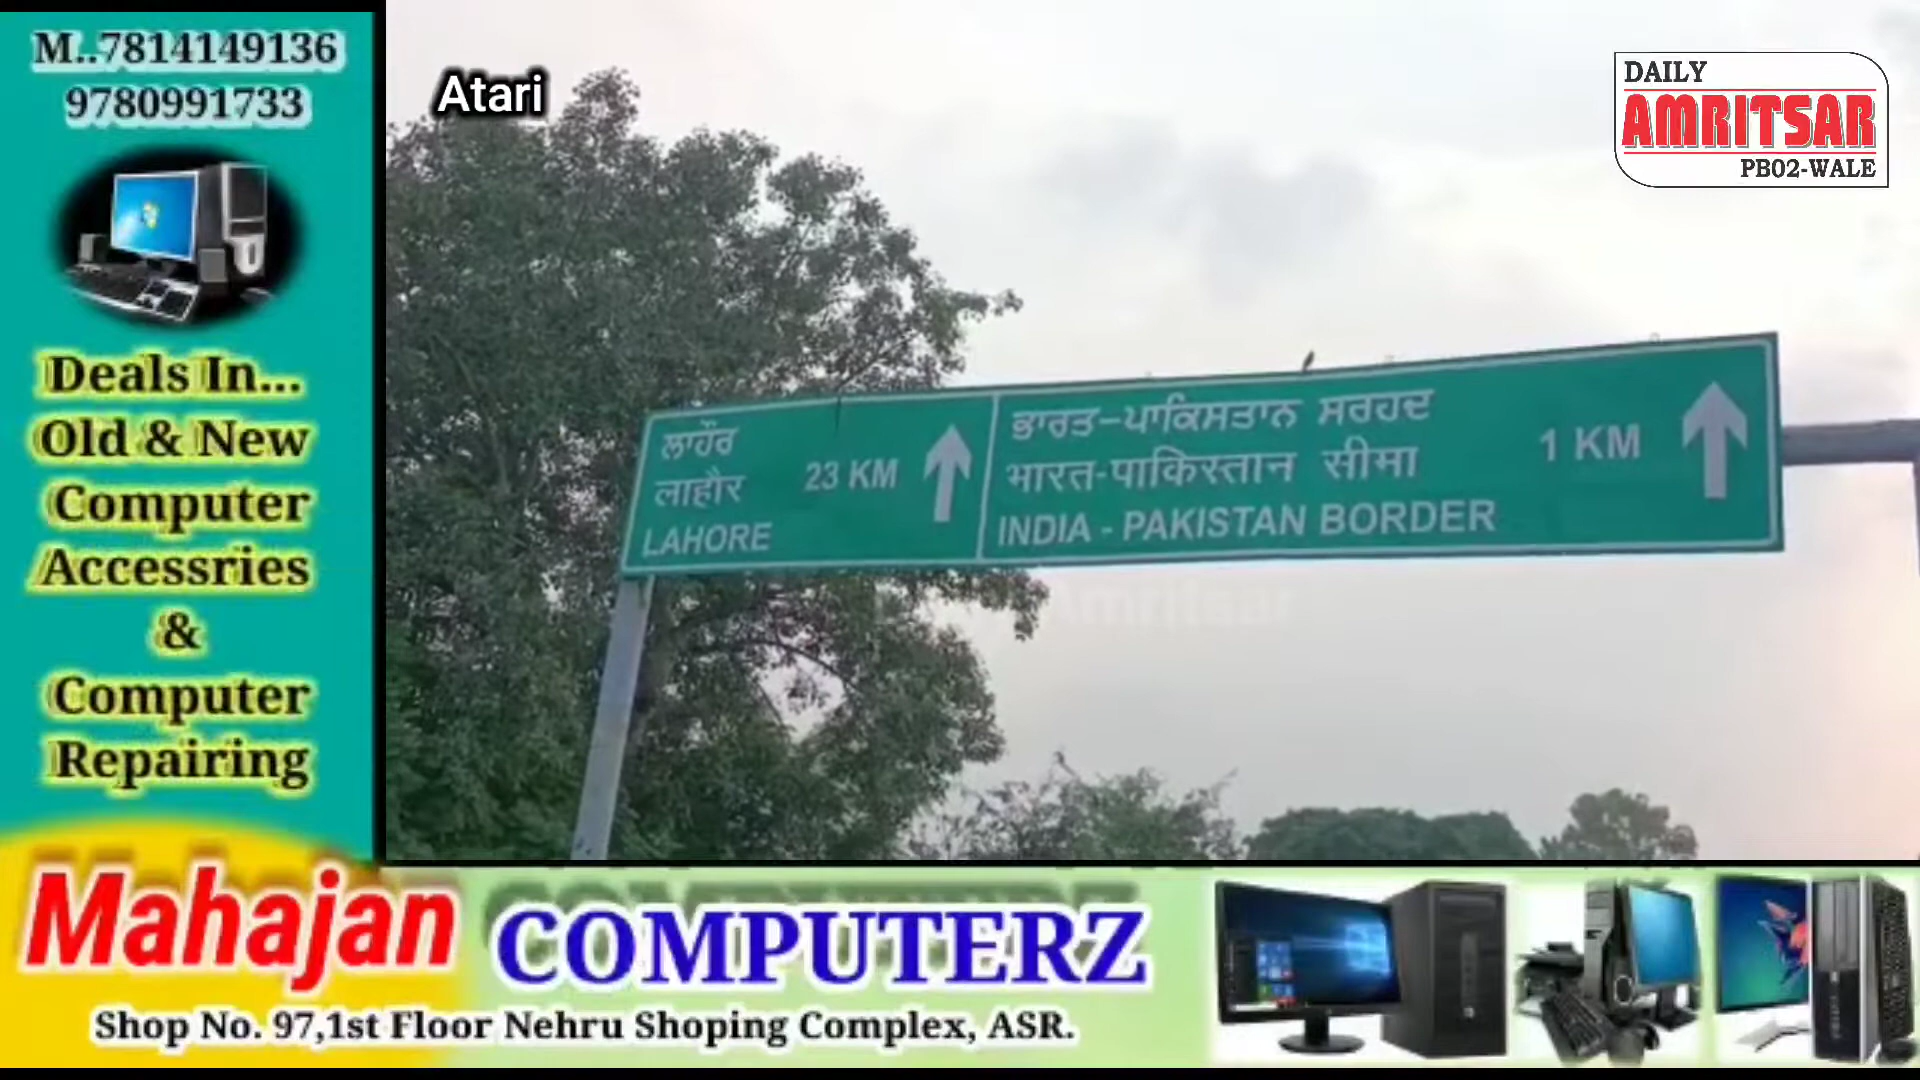 M..7814149136
9780991733
Deals In...
Old & New
Computer
Accessries
&
Computer
Repairing
Atari
DAILY
AMRITSAR
PB02-WALE
ਲਾਹੌਰ
लाहौर
LAHORE
23 KM
ਭਾਰਤ-ਪਾਕਿਸਤਾਨ ਸਰਹਦ
भारत-पाकिस्तान सीमा
INDIA - PAKISTAN BORDER
1 KM
Amritsar
Mahajan COMPUTERZ
Shop No. 97,1st Floor Nehru Shoping Complex, ASR.